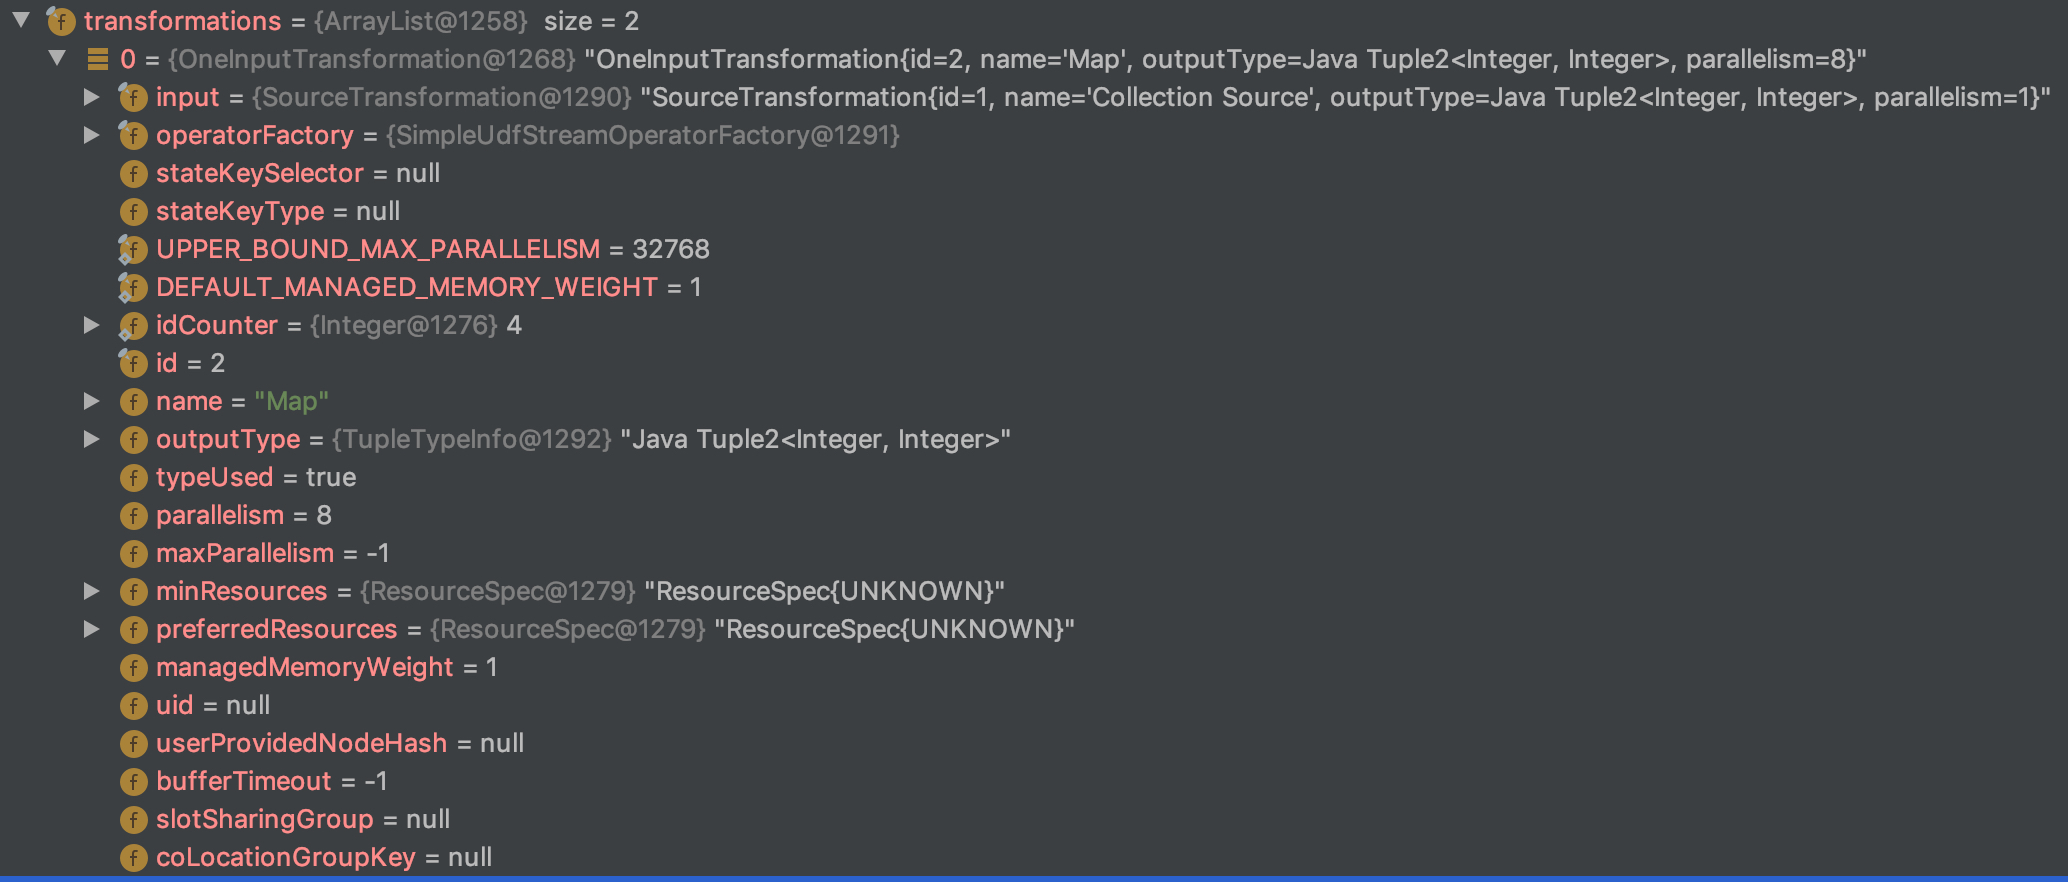 transformations = {ArrayList@1258} size = 2
0 = {OneInputTransformation@1268} "OneInputTransformation{id=2, name='Map', outputType=Java Tuple2<Integer, Integer>, parallelism=8}"
input = {SourceTransformation@1290} "SourceTransformation{id=1, name='Collection Source', outputType=Java Tuple2<Integer, Integer>, parallelism=1}"
operatorFactory = {SimpleUdfStreamOperatorFactory@1291}
stateKeySelector = null
stateKeyType = null
UPPER_BOUND_MAX_PARALLELISM = 32768
DEFAULT_MANAGED_MEMORY_WEIGHT = 1
idCounter = {Integer@1276} 4
id = 2
name = "Map"
outputType = {TupleTypeInfo@1292} "Java Tuple2<Integer, Integer>"
typeUsed = true
parallelism = 8
maxParallelism = -1
minResources = {ResourceSpec@1279} "ResourceSpec{UNKNOWN}"
preferredResources = {ResourceSpec@1279} "ResourceSpec{UNKNOWN}"
managedMemoryWeight = 1
uid = null
userProvidedNodeHash = null
bufferTimeout = -1
slotSharingGroup = null
coLocationGroupKey = null